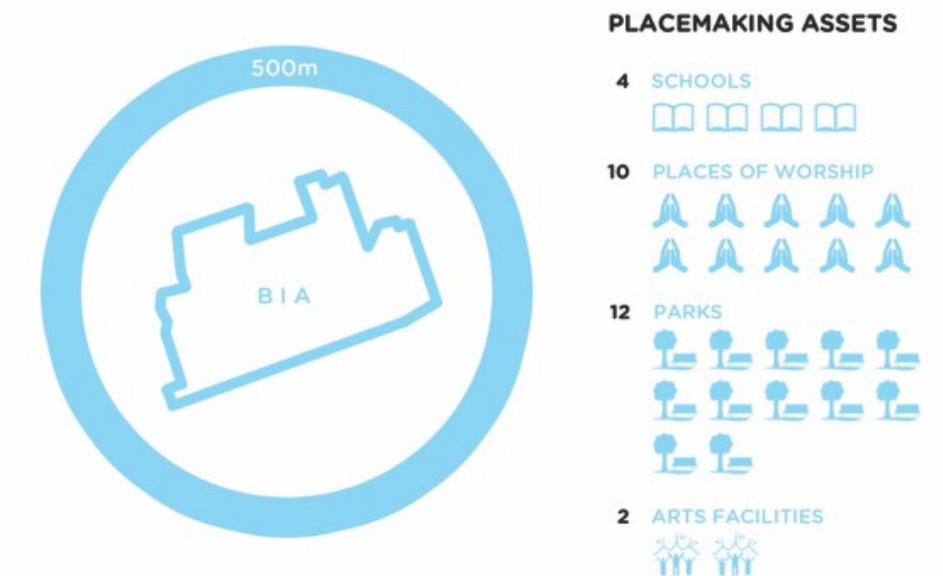 500m
BIA
PLACEMAKING ASSETS
4 SCHOOLS
10 PLACES OF WORSHIP
12 PARKS
2 ARTS FACILITIES